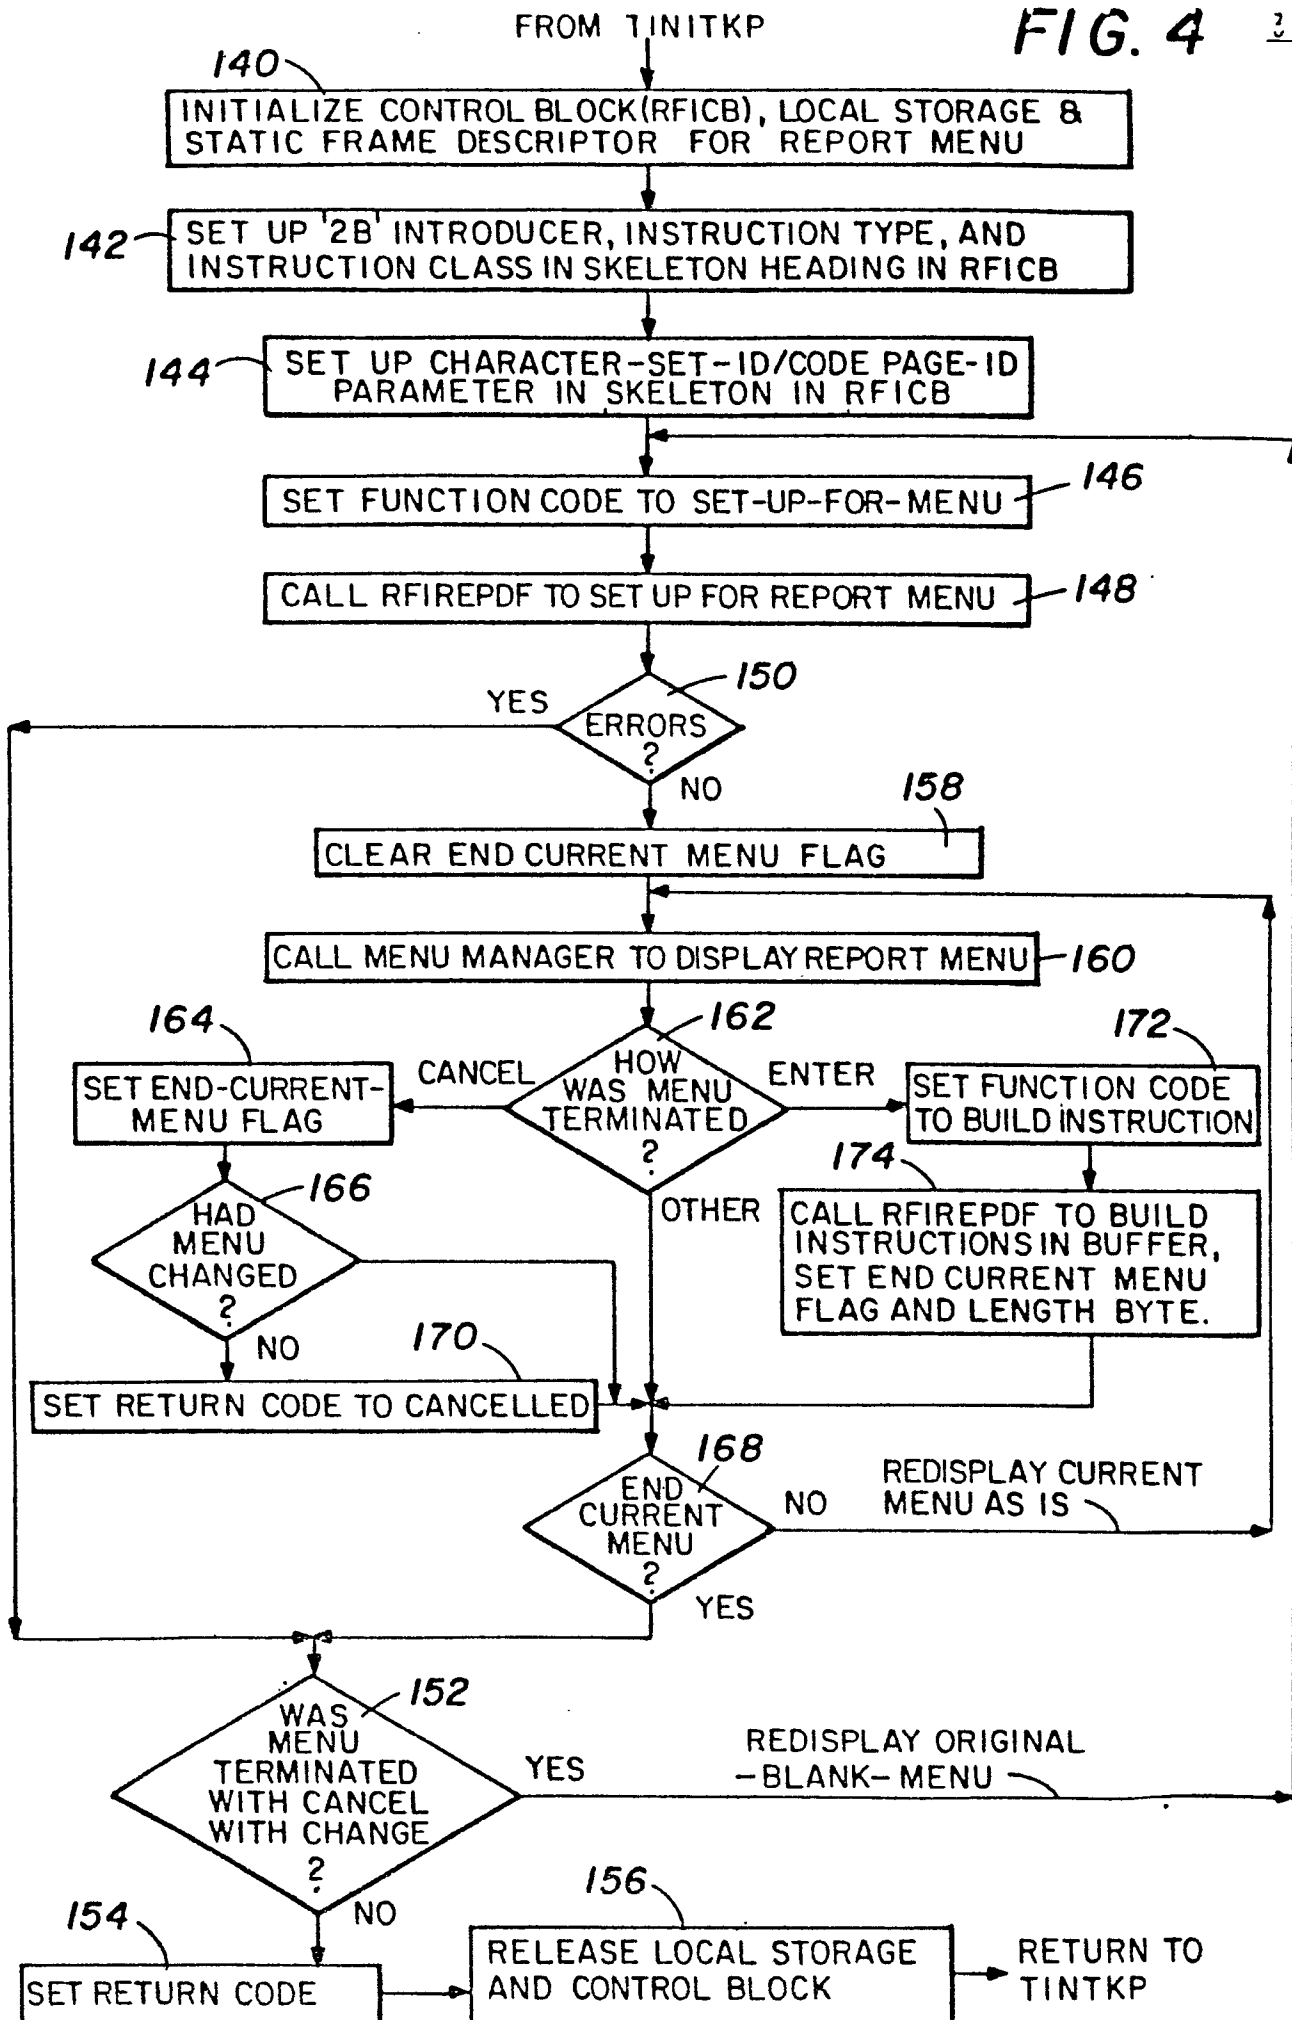 FROM TINITKP
FIG. 4
140
INITIALIZE CONTROL BLOCK(RFICB), LOCAL STORAGE &
STATIC FRAME DESCRIPTOR FOR REPORT MENU
142
SET UP '2B' INTRODUCER, INSTRUCTION TYPE, AND
INSTRUCTION CLASS IN SKELETON HEADING IN RFICB
144
SET UP CHARACTER-SET-ID/CODE PAGE-ID
PARAMETER IN SKELETON IN RFICB
SET FUNCTION CODE TO SET-UP-FOR-MENU
146
CALL RFIREPDF TO SET UP FOR REPORT MENU
148
150
YES
ERRORS
?
NO
158
CLEAR END CURRENT MENU FLAG
CALL MENU MANAGER TO DISPLAY REPORT MENU
160
164
162
172
SET END-CURRENT-
MENU FLAG
CANCEL
HOW
WAS MENU
TERMINATED
?
ENTER
SET FUNCTION CODE
TO BUILD INSTRUCTION
174
166
HAD
MENU
CHANGED
?
OTHER
CALL RFIREPDF TO BUILD
INSTRUCTIONS IN BUFFER,
SET END CURRENT MENU
FLAG AND LENGTH BYTE.
NO
170
SET RETURN CODE TO CANCELLED
168
END
CURRENT
MENU
?
NO
REDISPLAY CURRENT
MENU AS IS
YES
152
WAS
MENU
TERMINATED
WITH CANCEL
WITH CHANGE
?
YES
REDISPLAY ORIGINAL
-BLANK-MENU
NO
154
SET RETURN CODE
156
RELEASE LOCAL STORAGE
AND CONTROL BLOCK
RETURN TO
TINTKP